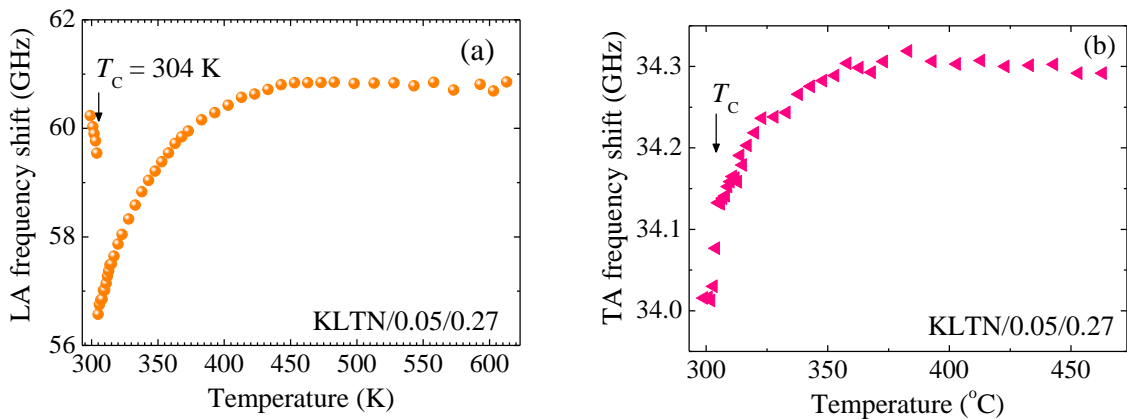 62
60
58
56
LA frequency shift (GHz)
(a)
T_C = 304 K
KLTN/0.05/0.27
300 350 400 450 500 550 600
Temperature (K)
34.3
34.2
34.1
34.0
TA frequency shift (GHz)
(b)
T_C
KLTN/0.05/0.27
300 350 400 450
Temperature (°C)